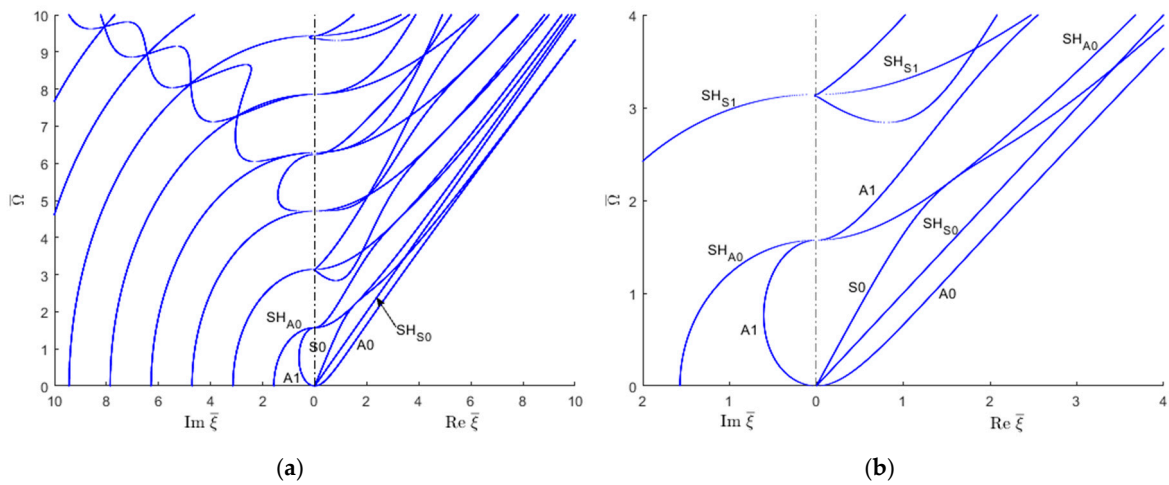 10
9
8
7
6
5
4
3
2
1
0
Ω̅
SH_A0
S0
A1
A0
SH_S0
10 8 6 4 2 0 2 4 6 8 10
Im ξ̅ Re ξ̅
(a)
4
3
2
1
0
Ω̅
SH_A0
SH_S1
SH_S1
A1
SH_A0
SH_S0
S0
A0
A1
2 1 0 1 2 3 4
Im ξ̅ Re ξ̅
(b)